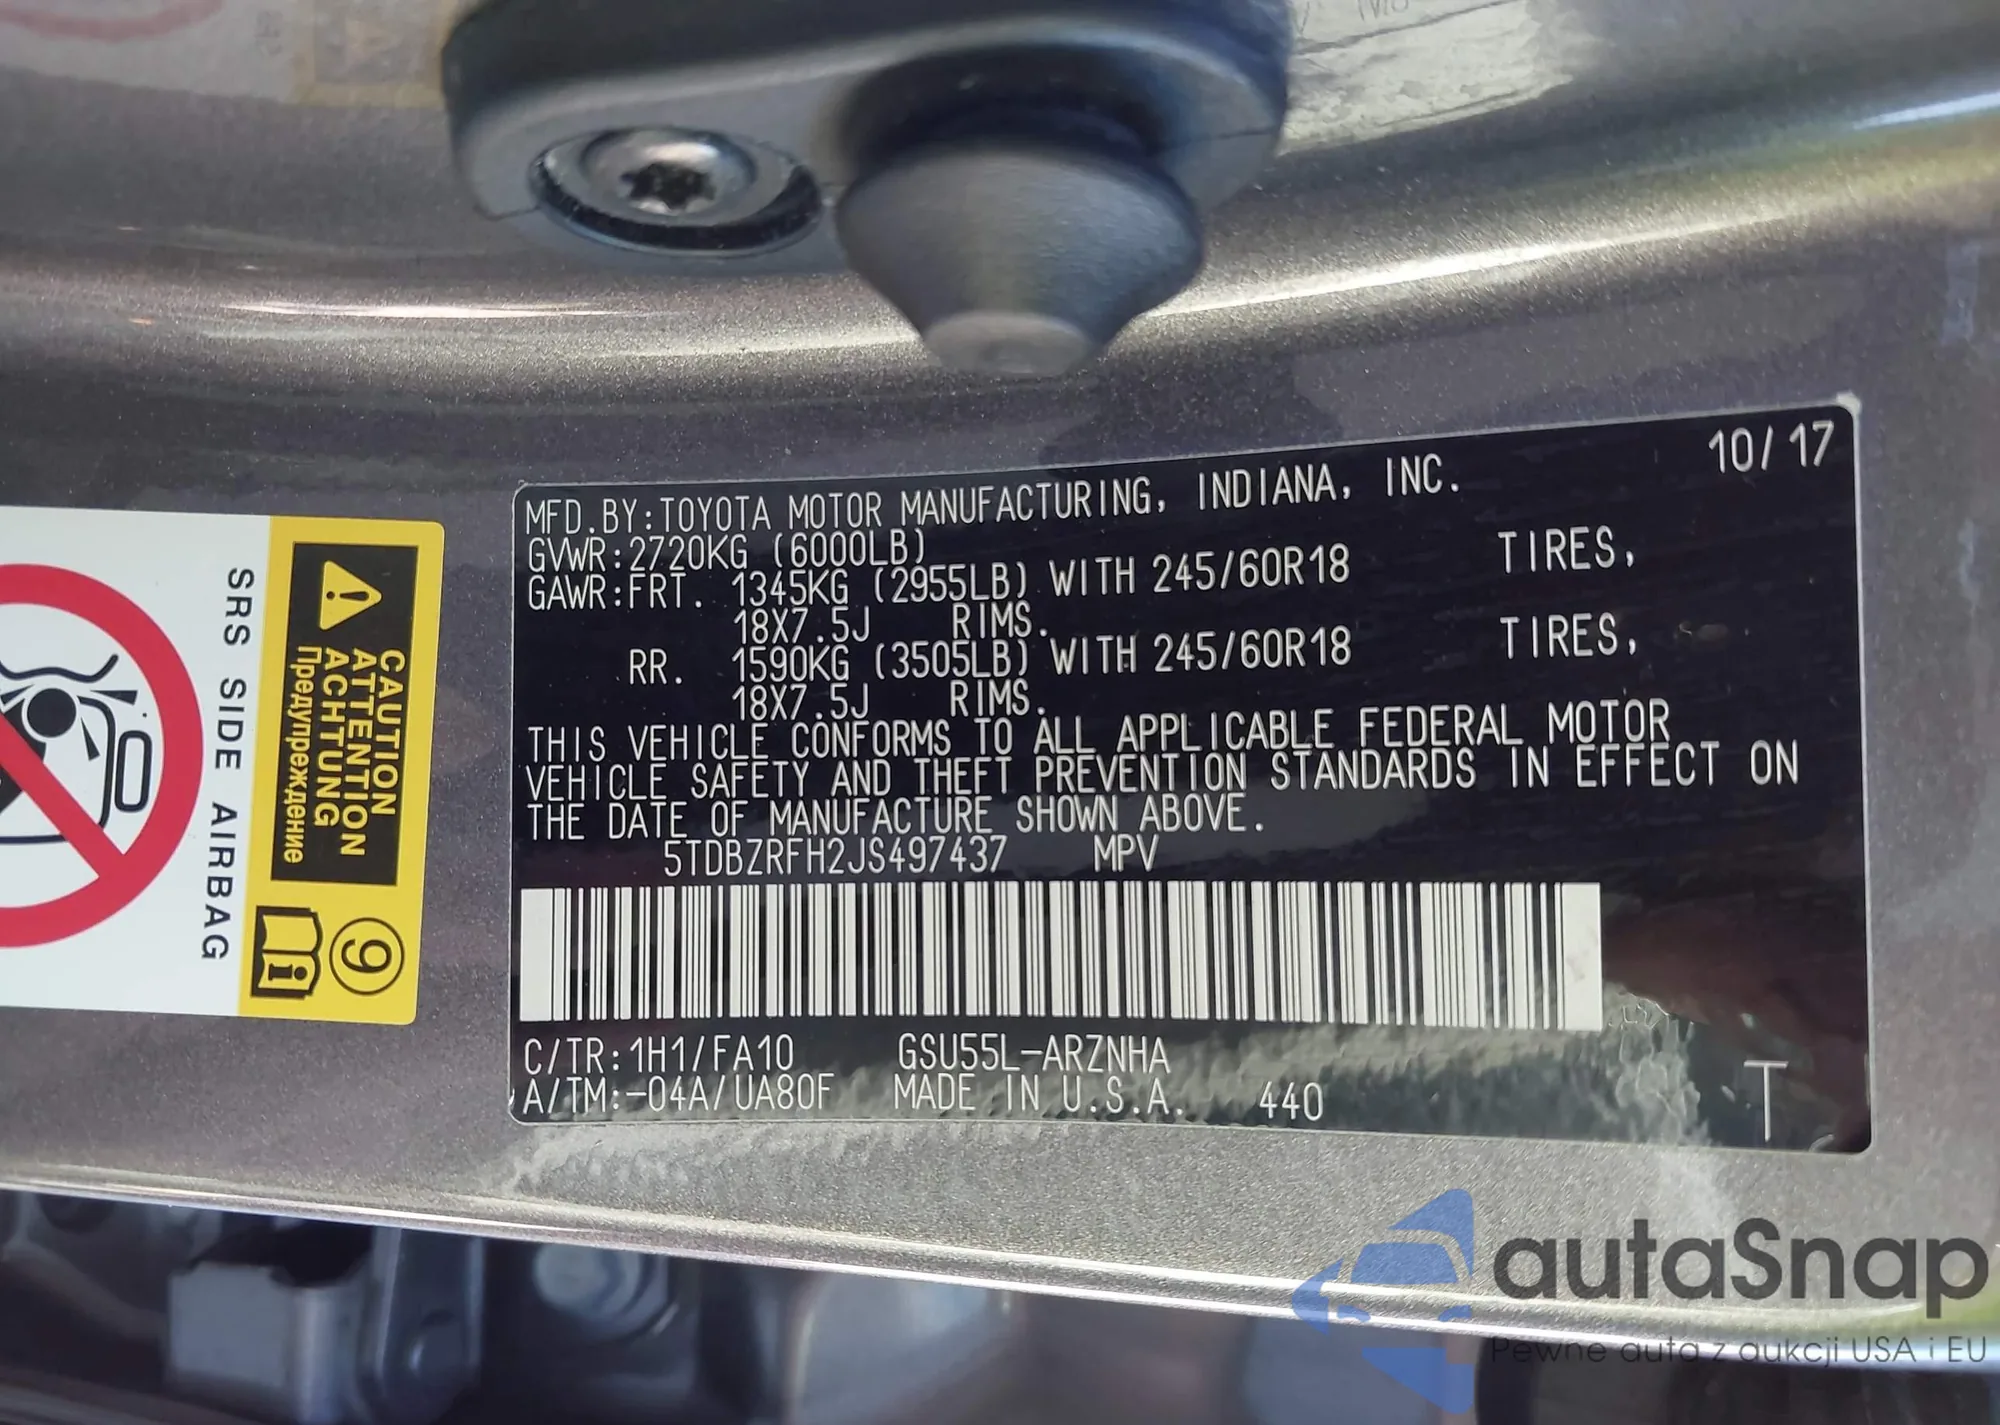 10/17
MFD.BY:TOYOTA MOTOR MANUFACTURING, INDIANA, INC.
GVWR:2720KG (6000LB)
GAWR:FRT. 1345KG (2955LB) WITH 245/60R18 TIRES,
18X7.5J RIMS.
RR. 1590KG (3505LB) WITH 245/60R18 TIRES,
18X7.5J RIMS.
THIS VEHICLE CONFORMS TO ALL APPLICABLE FEDERAL MOTOR
VEHICLE SAFETY AND THEFT PREVENTION STANDARDS IN EFFECT ON
THE DATE OF MANUFACTURE SHOWN ABOVE.
5TDBZRFH2JS497437 MPV
C/TR:1H1/FA10 GSU55L-ARZNHA
A/TM:-04A/UA80F MADE IN U.S.A. 440
T
CAUTION
ATTENTION
ACHTUNG
Предупреждение
9
SRS SIDE AIRBAG
autaSnap
Pewne auta z aukcji USA i EU